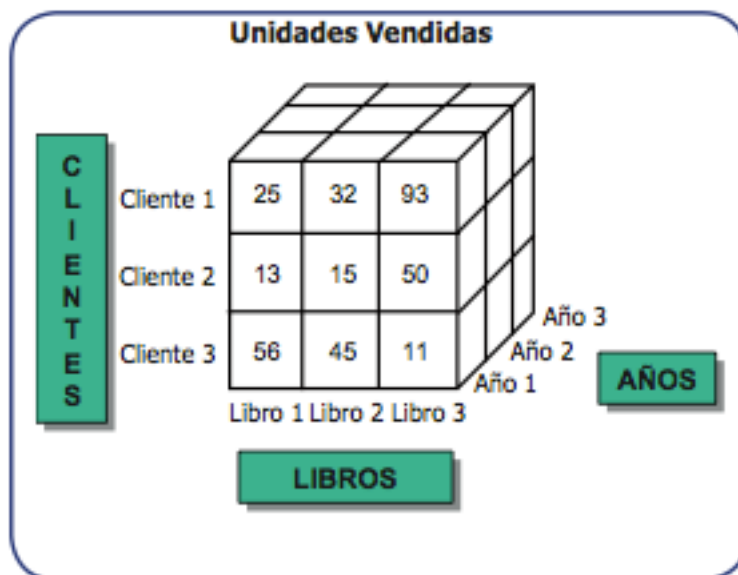 Unidades Vendidas
CLIENTES
Cliente 1 25 32 93
Cliente 2 13 15 50
Cliente 3 56 45 11
Año 3
Año 2
Año 1
AÑOS
Libro 1 Libro 2 Libro 3
LIBROS